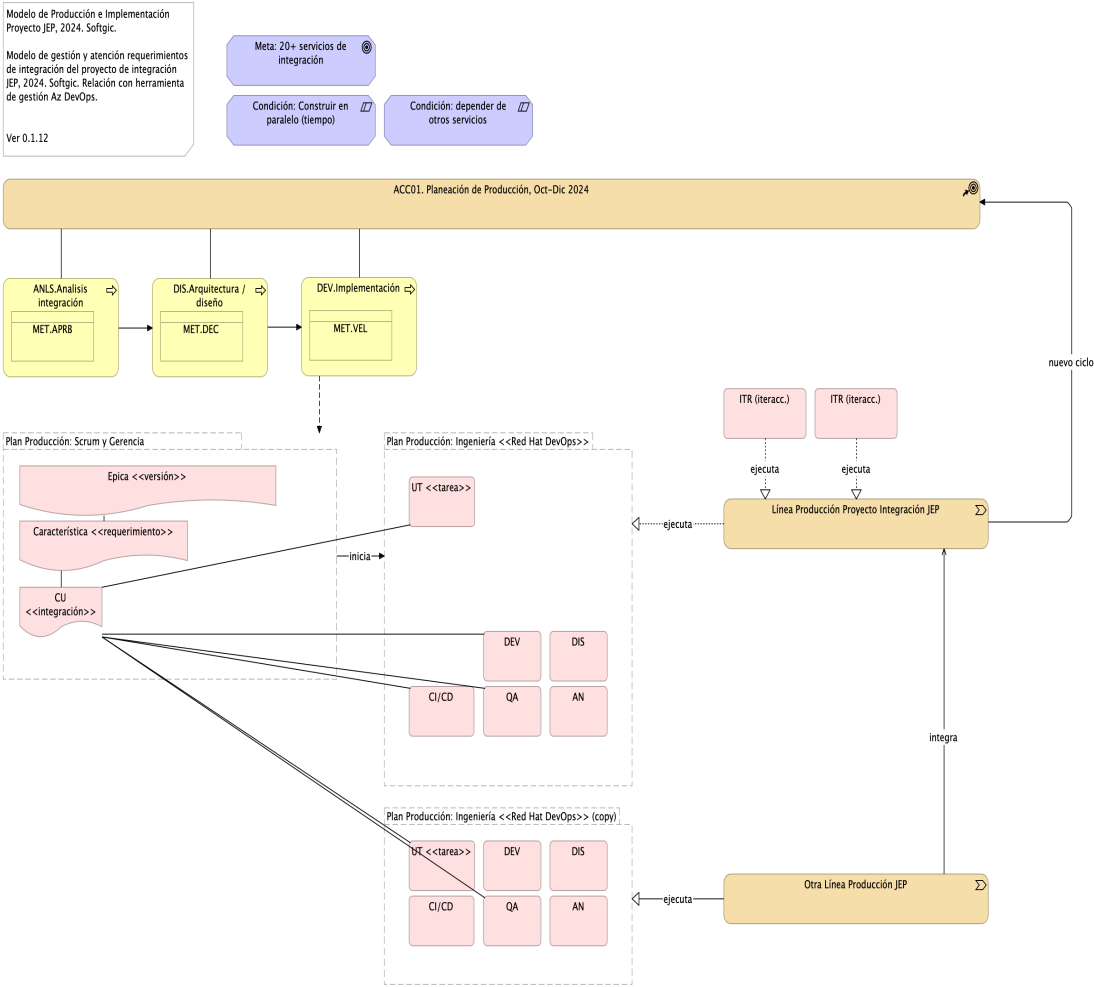 Modelo de Producción e Implementación
Proyecto JEP, 2024. Softgic.
Modelo de gestión y atención requerimientos
de integración del proyecto de integración
JEP, 2024. Softgic. Relación con herramienta
de gestión Az DevOps.
Ver 0.1.12
Meta: 20+ servicios de
integración
Condición: Construir en
paralelo (tiempo)
Condición: depender de
otros servicios
ACC01. Planeación de Producción, Oct-Dic 2024
ANLS.Analisis
integración
MET.APRB
DIS.Arquitectura /
diseño
MET.DEC
DEV.Implementación
MET.VEL
nuevo ciclo
ITR (iteracc.)
ITR (iteracc.)
ejecuta
ejecuta
Plan Producción: Scrum y Gerencia
Epica <<versión>>
Característica <<requerimiento>>
CU
<<integración>>
inicia
Plan Producción: Ingeniería <<Red Hat DevOps>>
UT <<tarea>>
DEV
DIS
CI/CD
QA
AN
ejecuta
Línea Producción Proyecto Integración JEP
integra
Plan Producción: Ingeniería <<Red Hat DevOps>> (copy)
UT <<tarea>>
DEV
DIS
CI/CD
QA
AN
ejecuta
Otra Línea Producción JEP